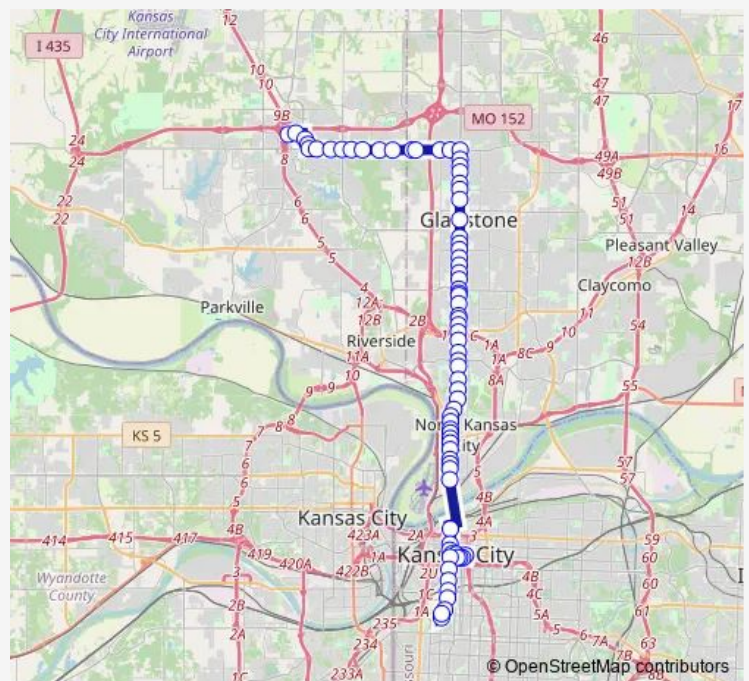 Kansas
City International
Airport
12
46
I 435
10
10
47
47
17
9B
MO 152
24
24
8
49A
49B
16
22
22
6
6
5
5
51
51
14
Gladstone
Pleasant Valley
12B
4
12A
12B
Claycomo
11
10
Parkville
2B
9
54
Riverside
1A
1A
8C
11A
10
8A
9
9
55
8
8
North Kansas
City
KS 5
7
7
6
6
5
57
57
4B
Kansas City
4A
59
414
415
417
4B
423A
2A
3
419
420A
1A
422B
Kansas City
2U
4B
4C
60
60
Wyandotte
County
3
2B
2A
1C
1A
235
234
5A
5
6
7A
7B
61
63
8B
233A
1C
souri
© OpenStreetMap contributors